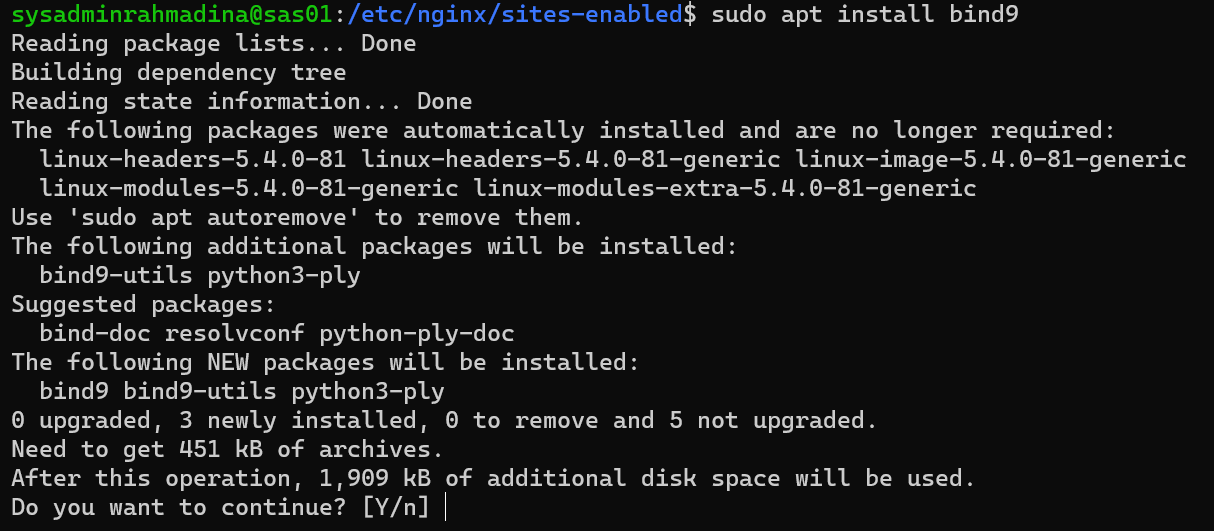 sysadminrahmadina@sas01:/etc/nginx/sites-enabled$ sudo apt install bind9
Reading package lists... Done
Building dependency tree
Reading state information... Done
The following packages were automatically installed and are no longer required:
  linux-headers-5.4.0-81 linux-headers-5.4.0-81-generic linux-image-5.4.0-81-generic
  linux-modules-5.4.0-81-generic linux-modules-extra-5.4.0-81-generic
Use 'sudo apt autoremove' to remove them.
The following additional packages will be installed:
  bind9-utils python3-ply
Suggested packages:
  bind-doc resolvconf python-ply-doc
The following NEW packages will be installed:
  bind9 bind9-utils python3-ply
0 upgraded, 3 newly installed, 0 to remove and 5 not upgraded.
Need to get 451 kB of archives.
After this operation, 1,909 kB of additional disk space will be used.
Do you want to continue? [Y/n]